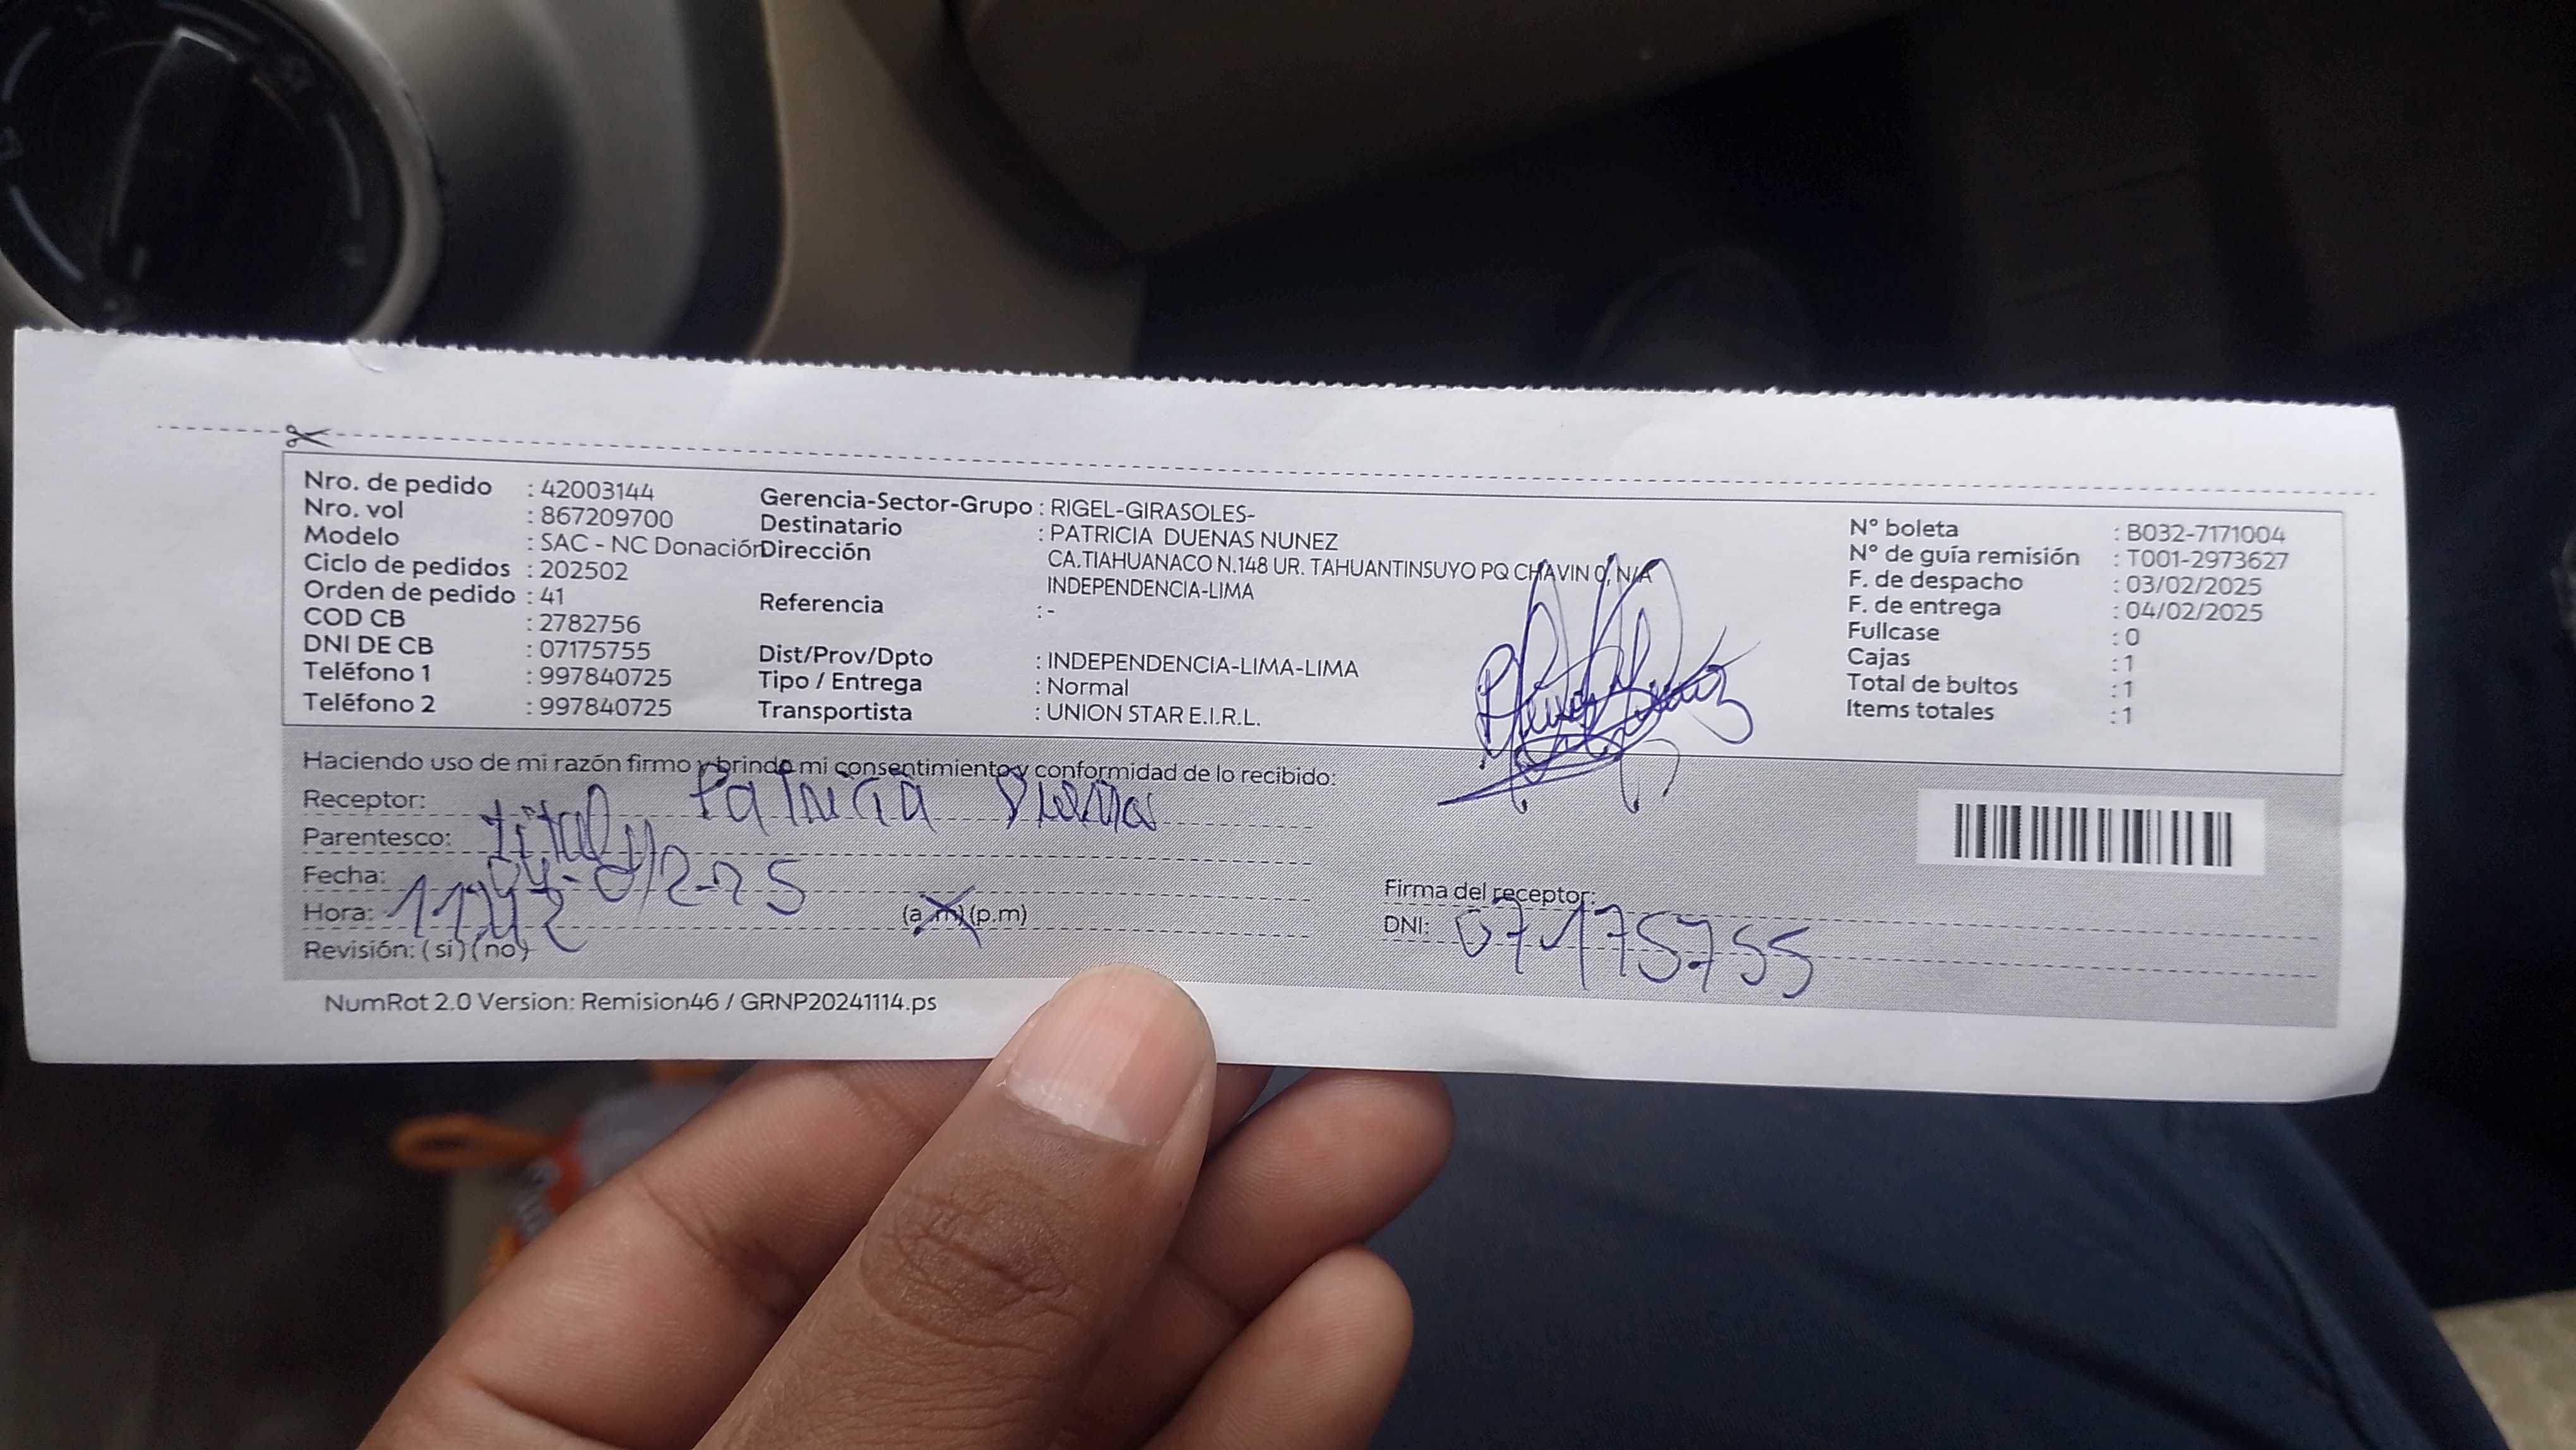 Nro. de pedido : 42003144
Nro. vol : 867209700
Modelo : SAC - NC Donación
Ciclo de pedidos : 202502
Orden de pedido : 41
COD CB : 2782756
DNI DE CB : 07175755
Teléfono 1 : 997840725
Teléfono 2 : 997840725
Gerencia-Sector-Grupo : RIGEL-GIRASOLES-
Destinatario : PATRICIA DUENAS NUNEZ
Dirección CA.TIAHUANACO N.148 UR. TAHUANTINSUYO PQ CHAVIN 0, N/A
INDEPENDENCIA-LIMA
Referencia : -
Dist/Prov/Dpto : INDEPENDENCIA-LIMA-LIMA
Tipo / Entrega : Normal
Transportista : UNION STAR E.I.R.L.
N° boleta : B032-7171004
N° de guía remisión : T001-2973627
F. de despacho : 03/02/2025
F. de entrega : 04/02/2025
Fullcase : 0
Cajas : 1
Total de bultos : 1
Items totales : 1
Haciendo uso de mi razón firmo y brindo mi consentimiento y conformidad de lo recibido:
Receptor: Patricia
Parentesco:
Fecha: 04-02-25
Hora: (a.m)(p.m)
Revisión: (si)(no)
Firma del receptor:
DNI: 07175755
NumRot 2.0 Version: Remision46 / GRNP20241114.ps